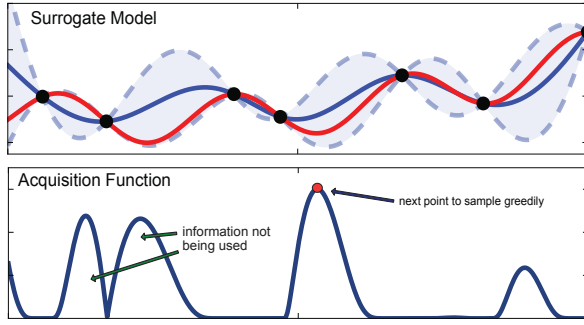 Surrogate Model
Acquisition Function
next point to sample greedily
information not
being used